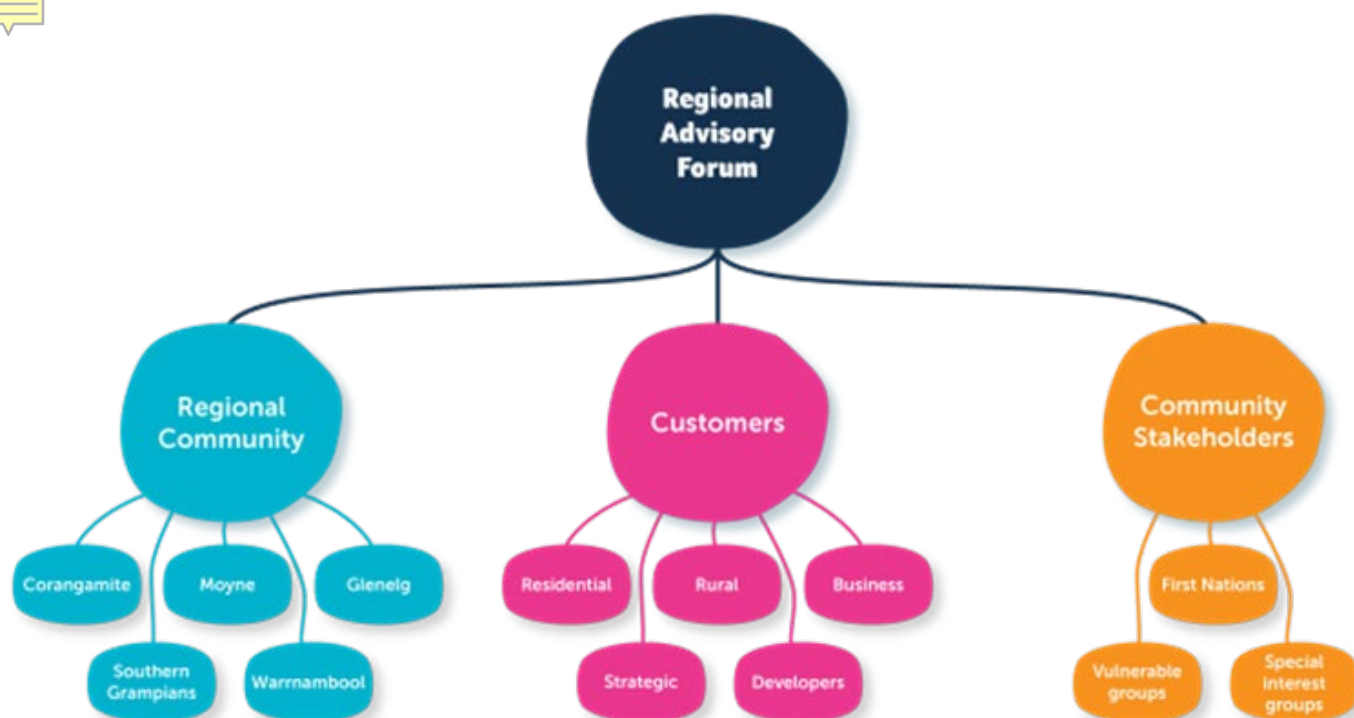 Regional
Advisory
Forum
Regional
Community
Customers
Community
Stakeholders
Corangamite
Moyne
Glenelg
Southern
Grampians
Warrnambool
Residential
Rural
Business
Strategic
Developers
First Nations
Vulnerable
groups
Special
Interest
groups